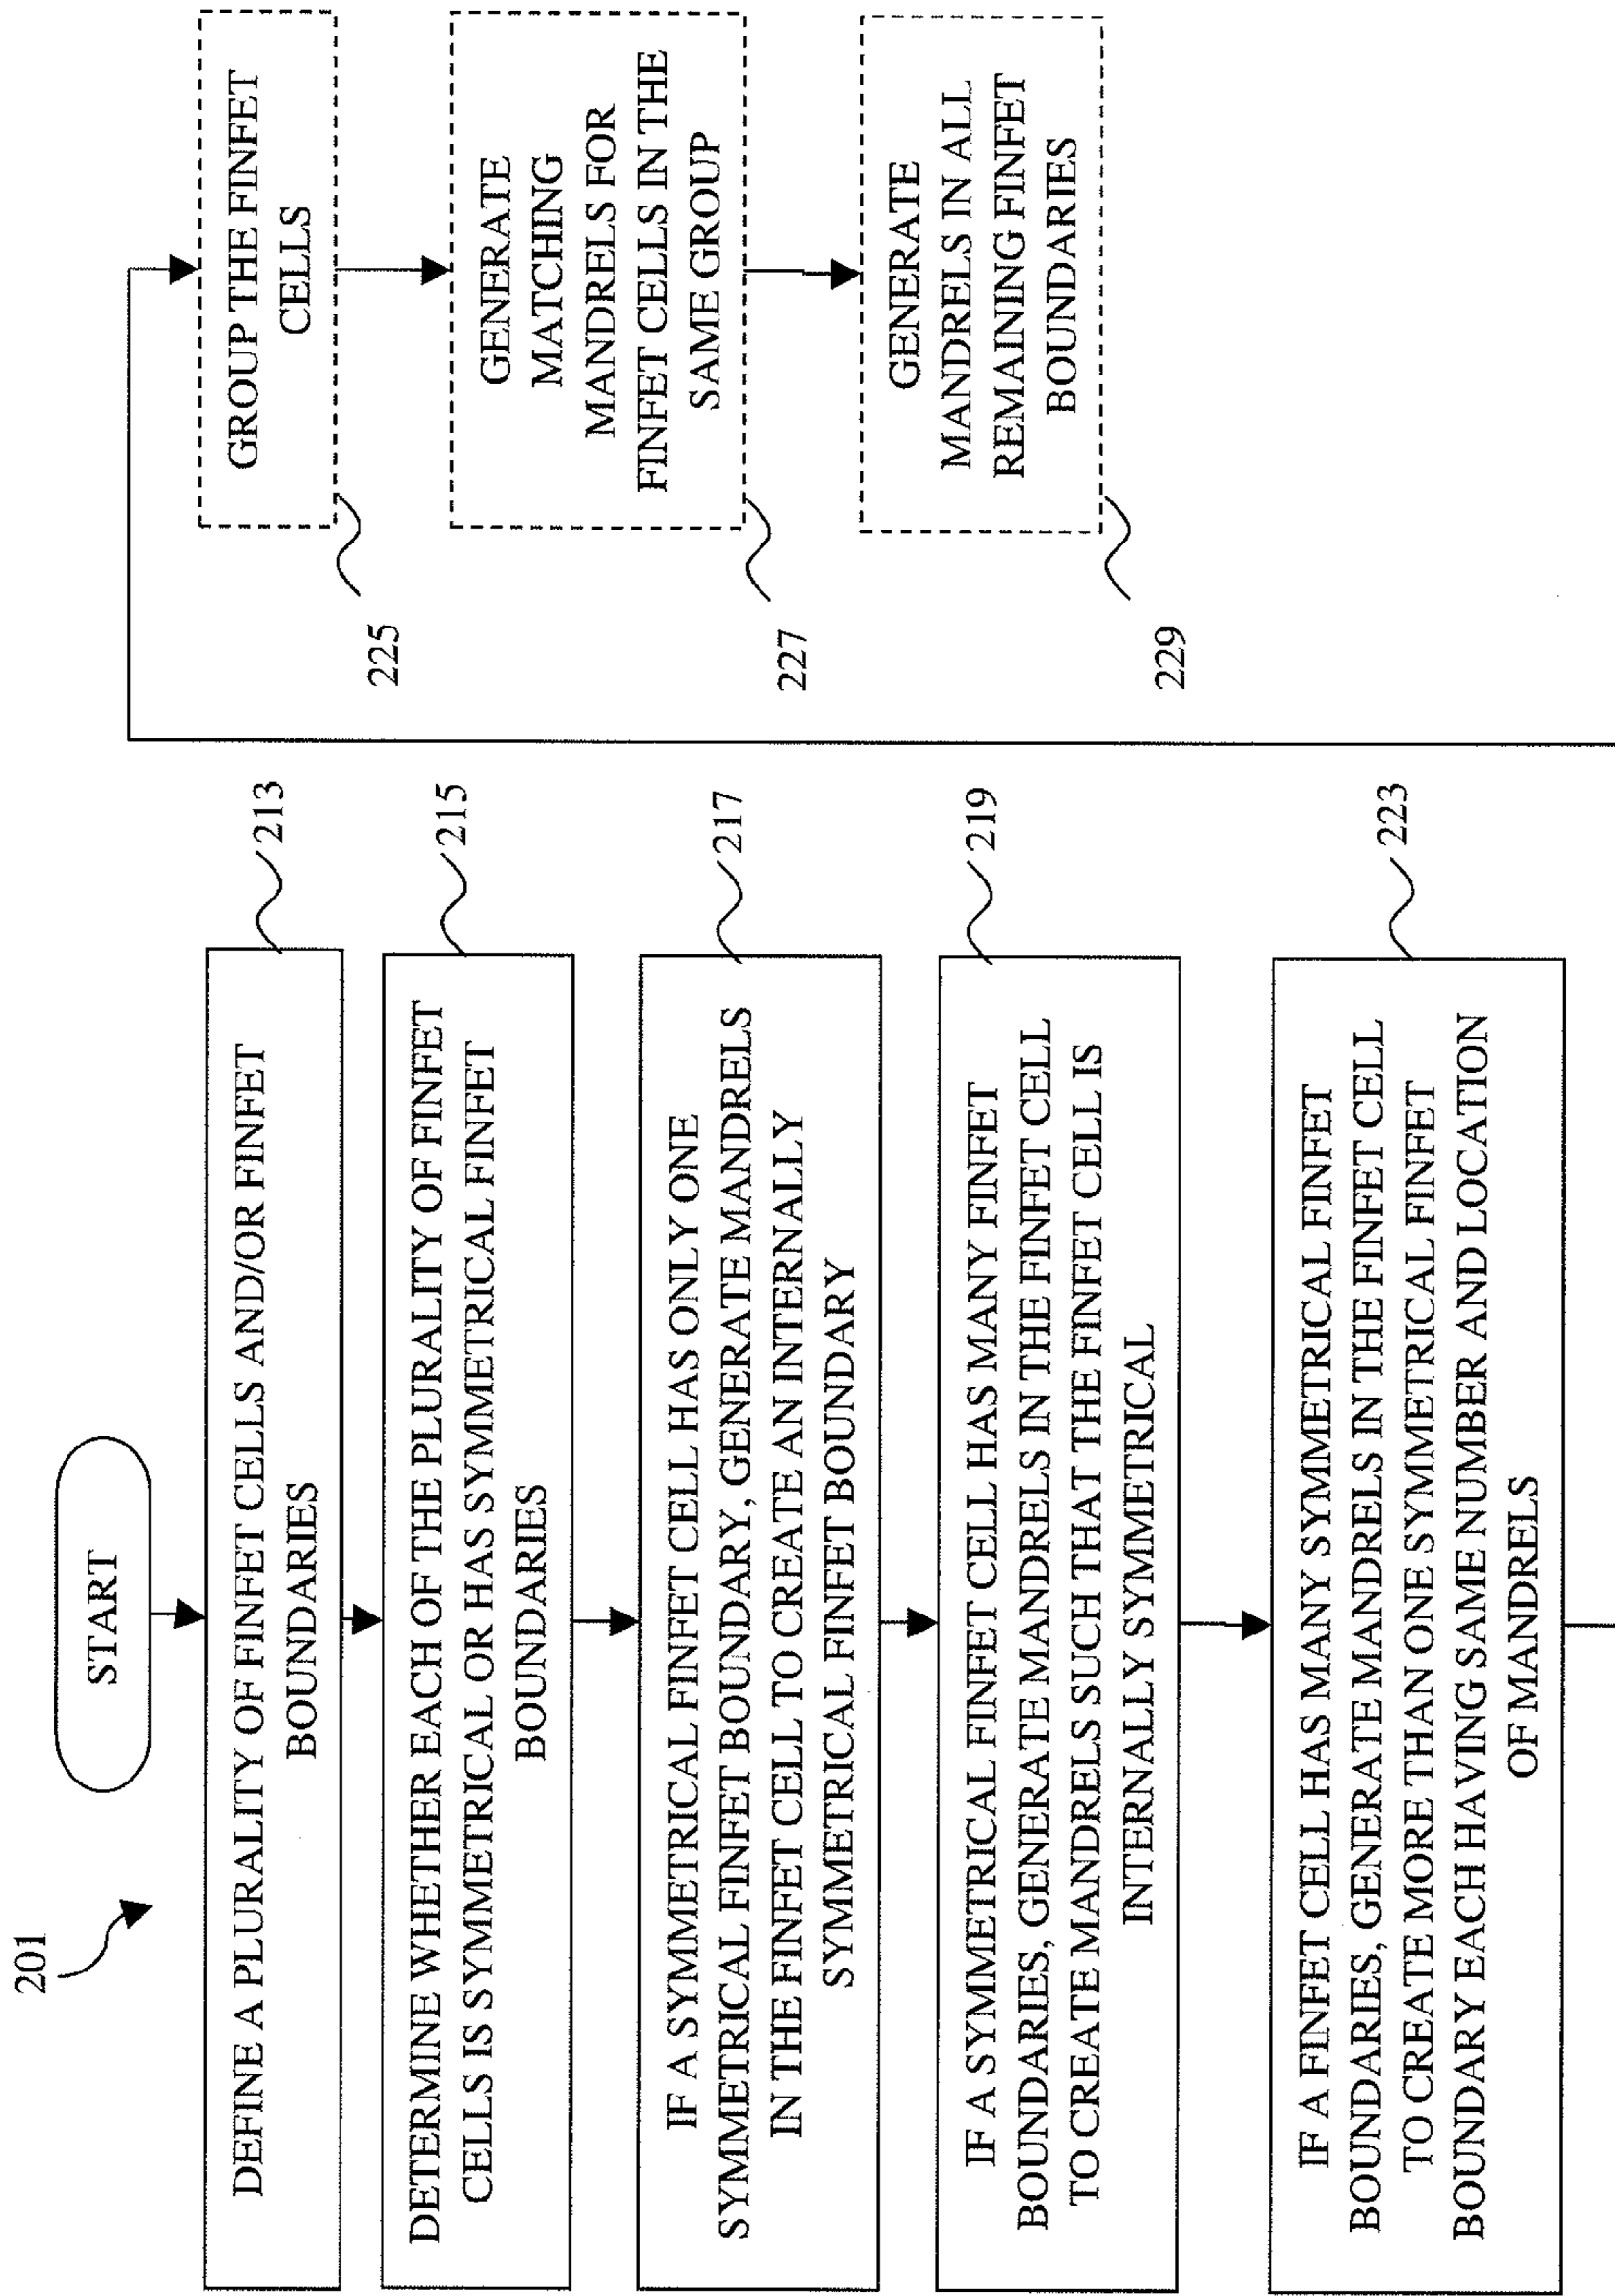 201
START
DEFINE A PLURALITY OF FINFET CELLS AND/OR FINFET
BOUNDARIES
213
DETERMINE WHETHER EACH OF THE PLURALITY OF FINFET
CELLS IS SYMMETRICAL OR HAS SYMMETRICAL FINFET
BOUNDARIES
215
IF A SYMMETRICAL FINFET CELL HAS ONLY ONE
SYMMETRICAL FINFET BOUNDARY, GENERATE MANDRELS
IN THE FINFET CELL TO CREATE AN INTERNALLY
SYMMETRICAL FINFET BOUNDARY
217
IF A SYMMETRICAL FINFET CELL HAS MANY FINFET
BOUNDARIES, GENERATE MANDRELS IN THE FINFET CELL
TO CREATE MANDRELS SUCH THAT THE FINFET CELL IS
INTERNALLY SYMMETRICAL
219
IF A FINFET CELL HAS MANY SYMMETRICAL FINFET
BOUNDARIES, GENERATE MANDRELS IN THE FINFET CELL
TO CREATE MORE THAN ONE SYMMETRICAL FINFET
BOUNDARY EACH HAVING SAME NUMBER AND LOCATION
OF MANDRELS
223
GROUP THE FINFET
CELLS
225
GENERATE
MATCHING
MANDRELS FOR
FINFET CELLS IN THE
SAME GROUP
227
GENERATE
MANDRELS IN ALL
REMAINING FINFET
BOUNDARIES
229